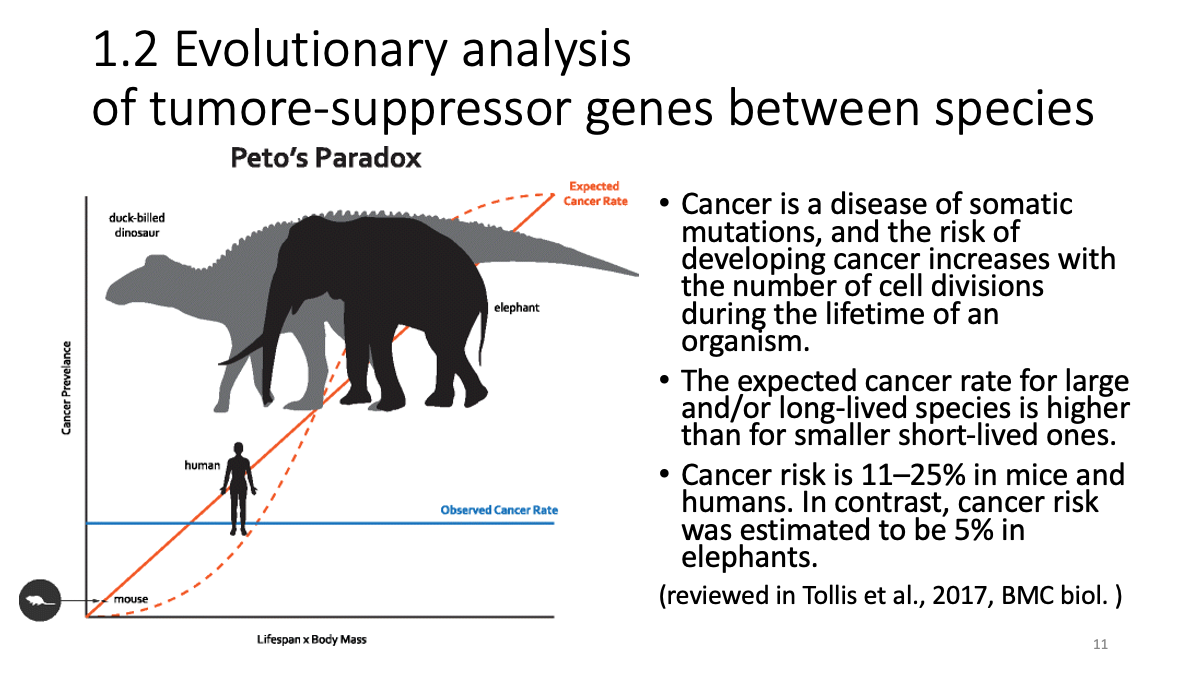 1.2 Evolutionary analysis
of tumore-suppressor genes between species
Peto's Paradox
Expected
Cancer Rate
duck-billed
dinosaur
elephant
Cancer Prevelance
human
Observed Cancer Rate
mouse
Lifespan x Body Mass
• Cancer is a disease of somatic
mutations, and the risk of
developing cancer increases with
the number of cell divisions
during the lifetime of an
organism.
• The expected cancer rate for large
and/or long-lived species is higher
than for smaller short-lived ones.
• Cancer risk is 11–25% in mice and
humans. In contrast, cancer risk
was estimated to be 5% in
elephants.
(reviewed in Tollis et al., 2017, BMC biol. )
11